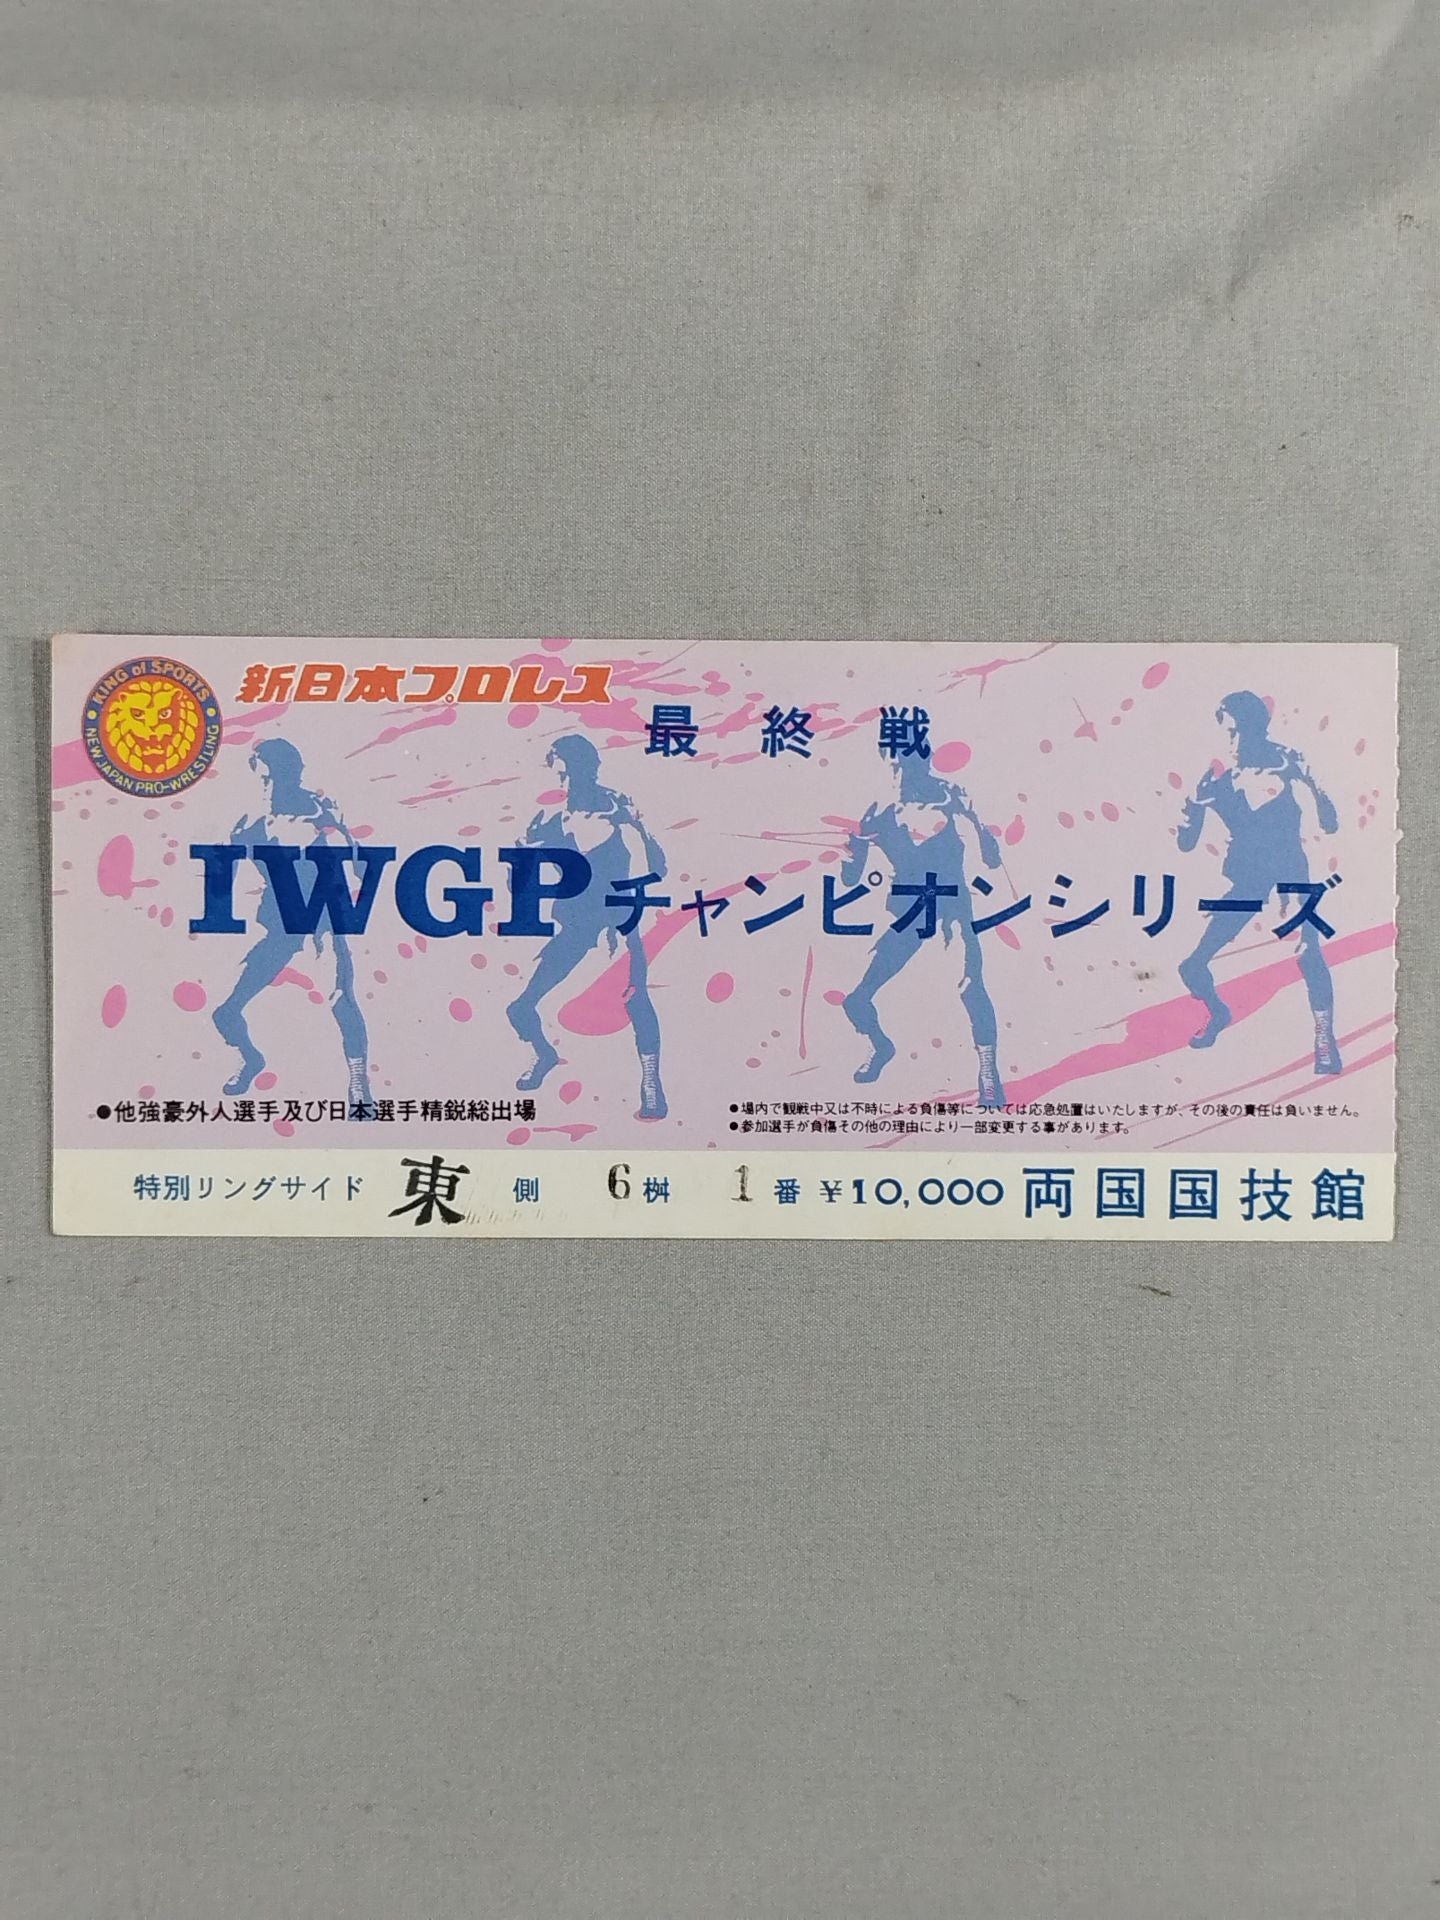 KING of SPORTS
NEW JAPAN PRO-WRESTLING
新日本プロレス
最終戦
IWGPチャンピオンシリーズ
●他強豪外人選手及び日本選手精鋭総出場
●場内で観戦中又は不時による負傷等については応急処置はいたしますが、その後の責任は負いません。
●参加選手が負傷その他の理由により一部変更する事があります。
特別リングサイド 東 側 6 桝 1 番 ¥10,000 両国国技館